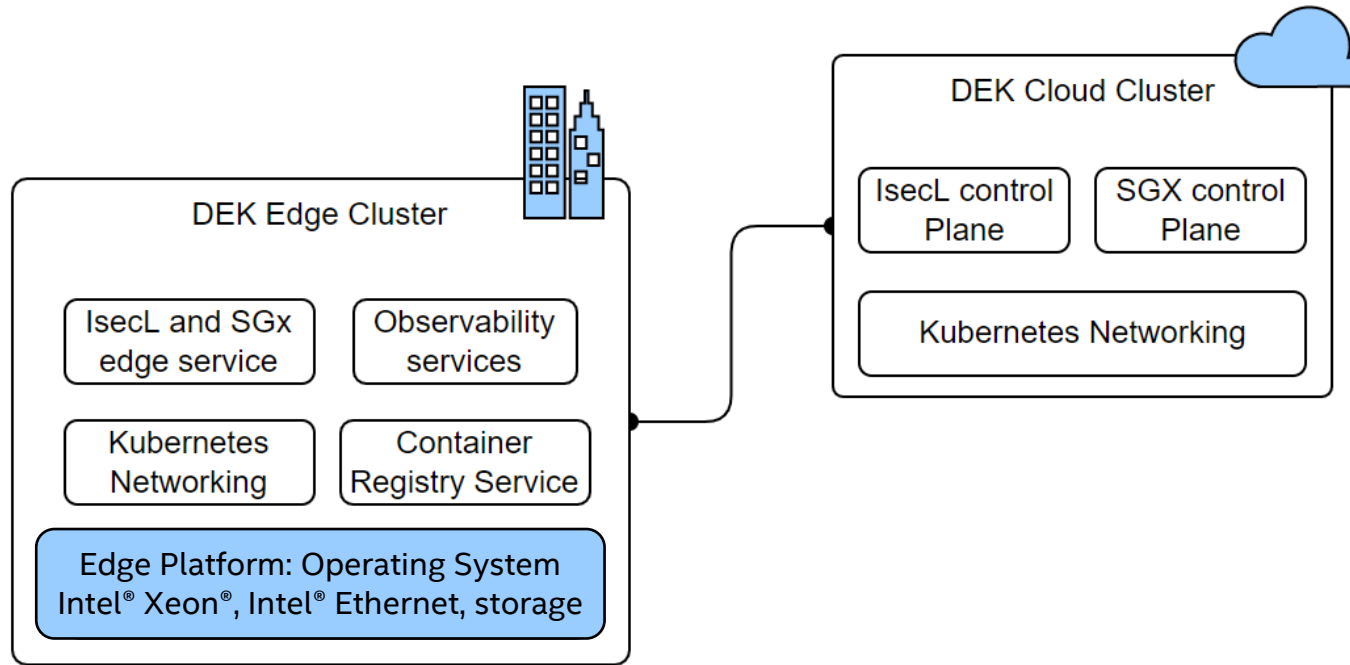 DEK Edge Cluster
IsecL and SGx
edge service
Observability
services
Kubernetes
Networking
Container
Registry Service
Edge Platform: Operating System
Intel® Xeon®, Intel® Ethernet, storage
DEK Cloud Cluster
IsecL control
Plane
SGX control
Plane
Kubernetes Networking